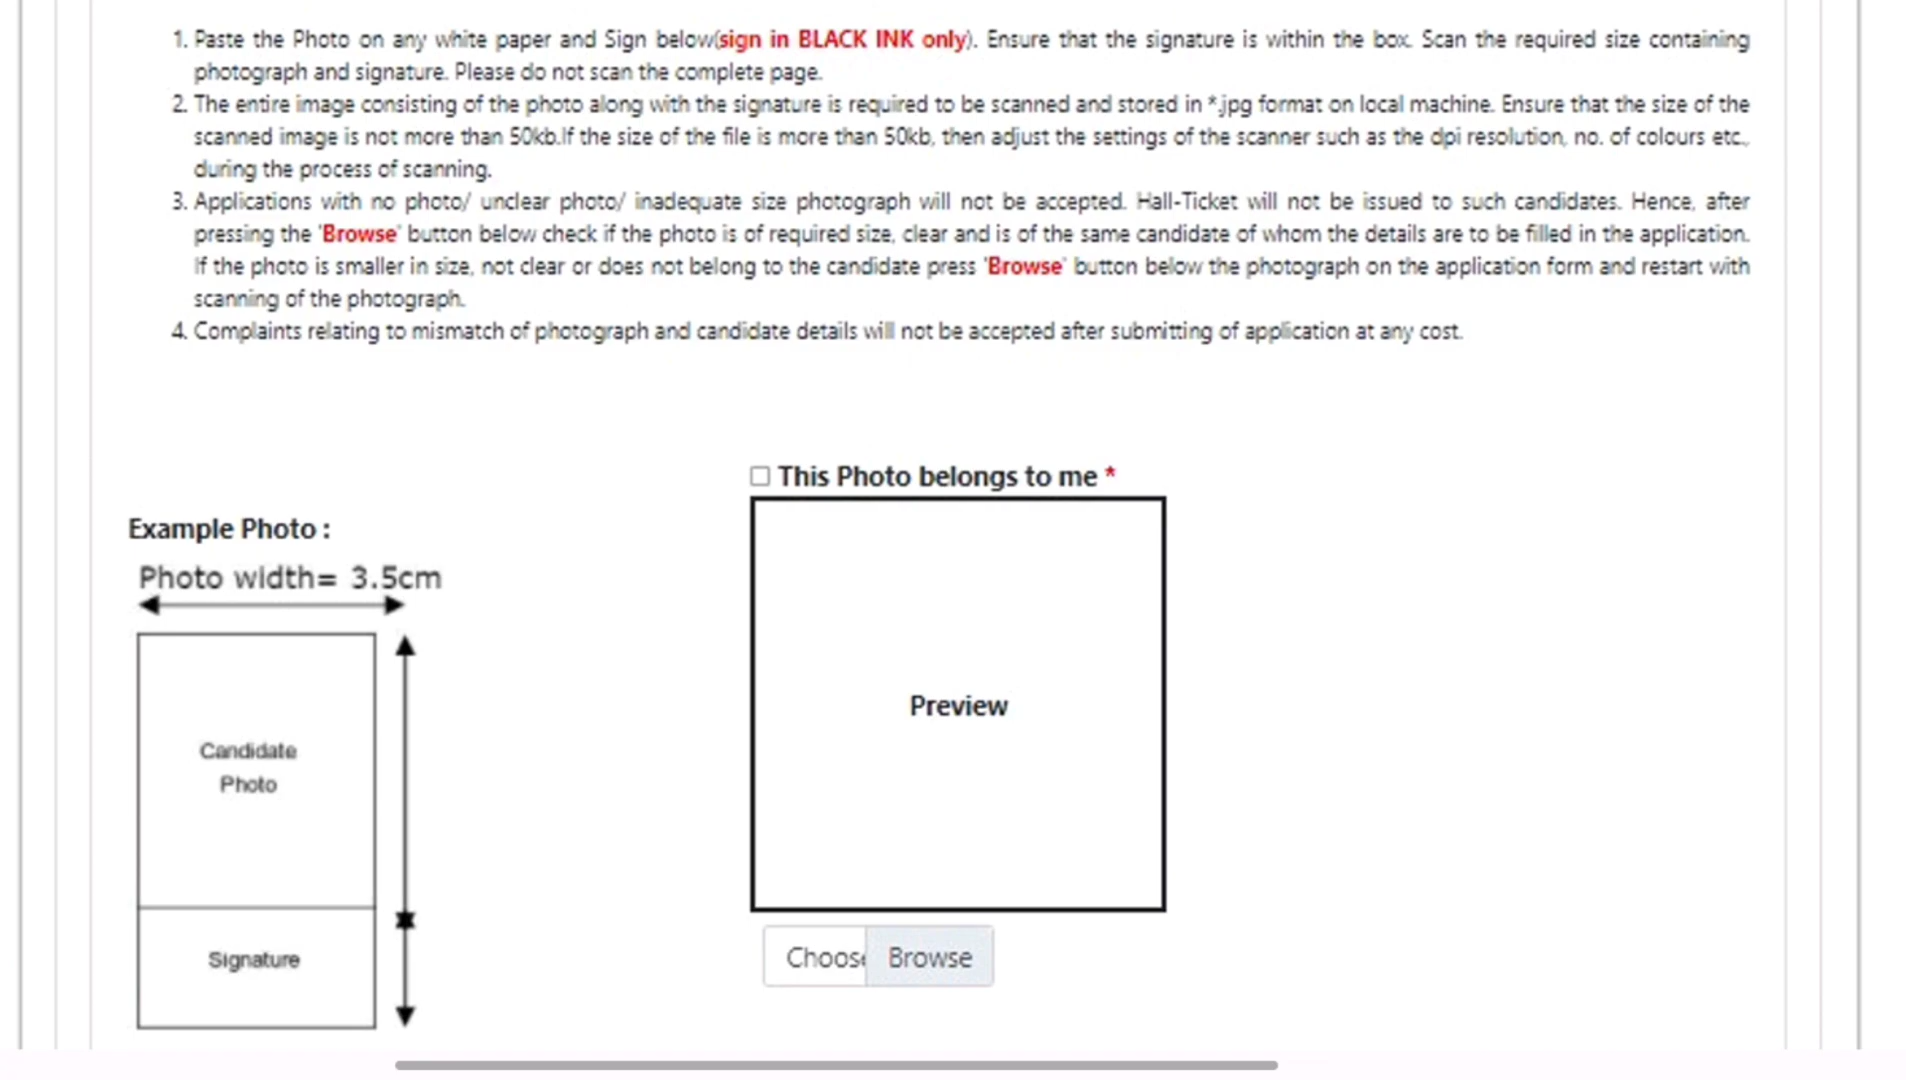 1. Paste the Photo on any white paper and Sign below(sign in BLACK INK only). Ensure that the signature is within the box. Scan the required size containing
photograph and signature. Please do not scan the complete page.
2. The entire image consisting of the photo along with the signature is required to be scanned and stored in *.jpg format on local machine. Ensure that the size of the
scanned image is not more than 50kb.If the size of the file is more than 50kb, then adjust the settings of the scanner such as the dpi resolution, no. of colours etc.,
during the process of scanning.
3. Applications with no photo/ unclear photo/ inadequate size photograph will not be accepted. Hall-Ticket will not be issued to such candidates. Hence, after
pressing the 'Browse' button below check if the photo is of required size, clear and is of the same candidate of whom the details are to be filled in the application.
If the photo is smaller in size, not clear or does not belong to the candidate press 'Browse' button below the photograph on the application form and restart with
scanning of the photograph.
4. Complaints relating to mismatch of photograph and candidate details will not be accepted after submitting of application at any cost.
This Photo belongs to me *
Example Photo :
Photo width= 3.5cm
Candidate
Photo
Signature
Preview
Choose Browse